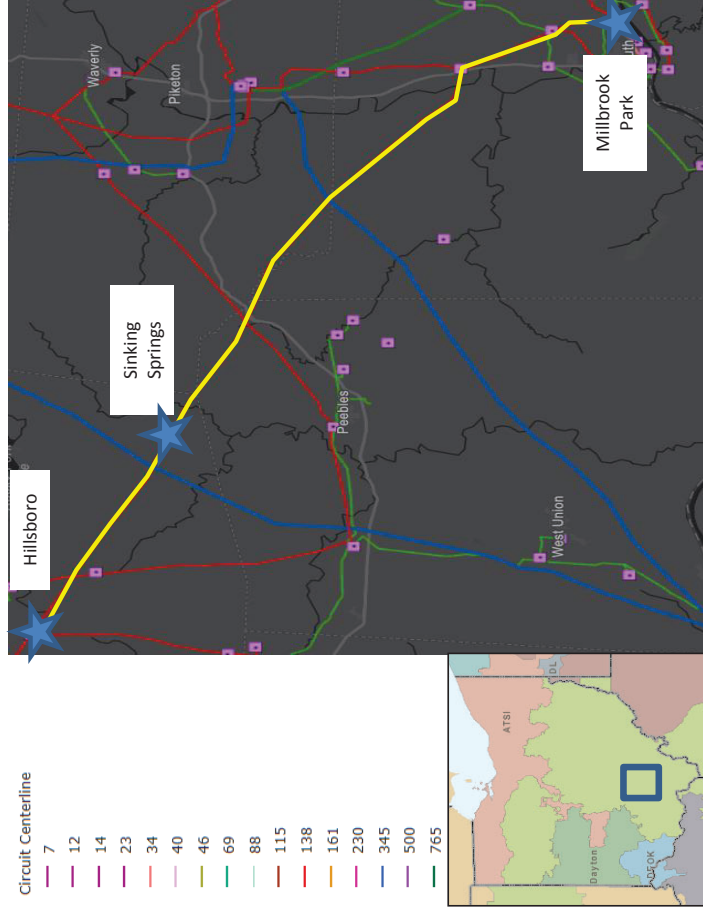 Hillsboro
Sinking
Springs
Waverly
Piketon
Peebles
West Union
Millbrook
Park
uth
Circuit Centerline
7
12
14
23
34
40
46
69
88
115
138
161
230
345
500
765
ATSI
DL
Dayton
DEOK